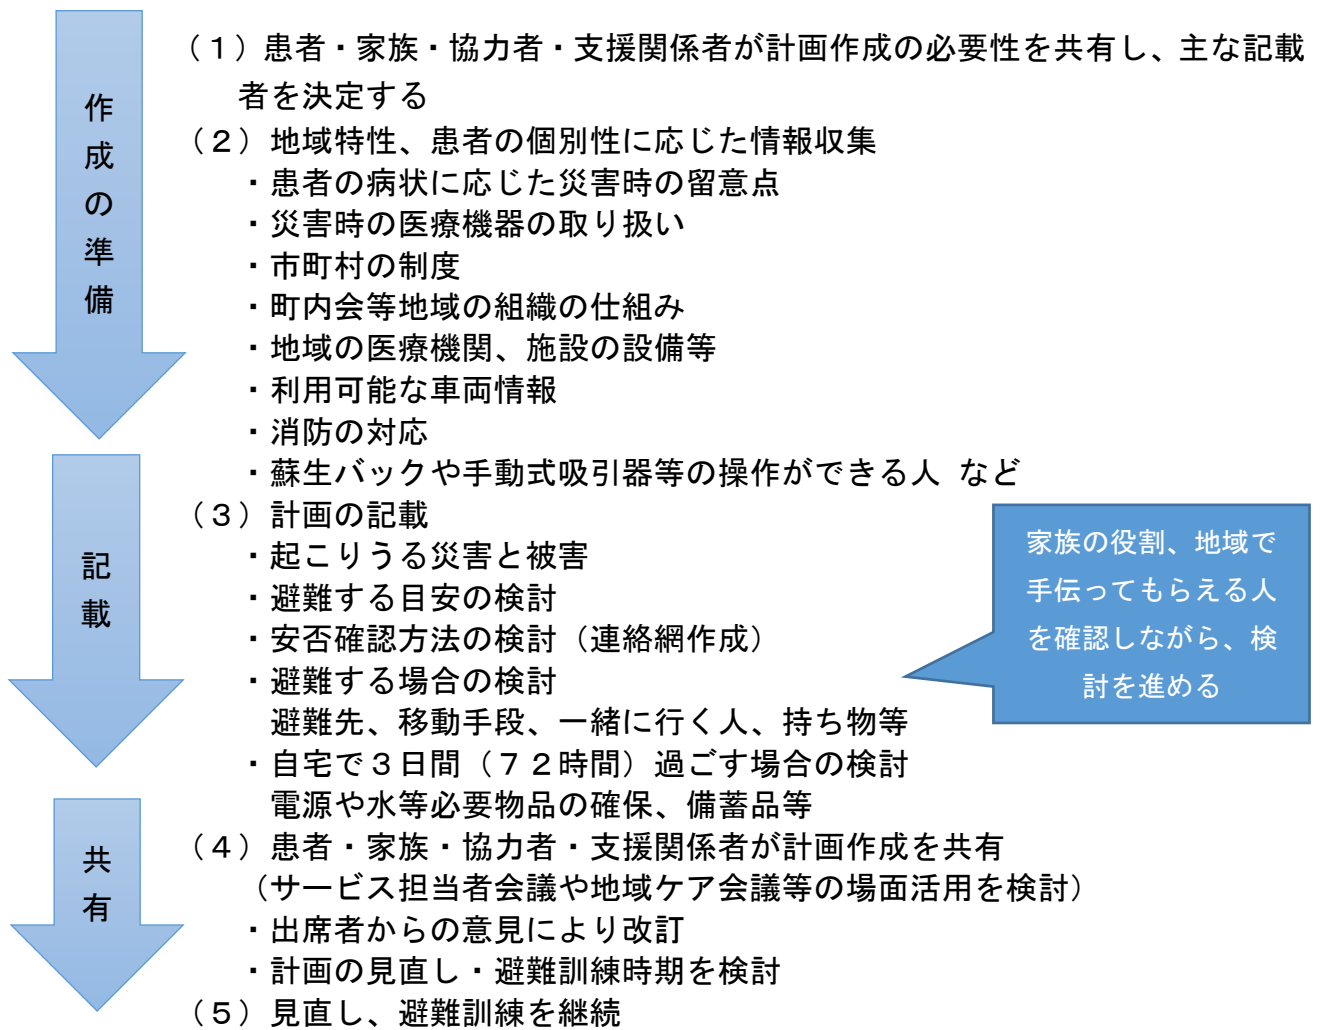 作成の準備
（１）患者・家族・協力者・支援関係者が計画作成の必要性を共有し、主な記載
者を決定する
（２）地域特性、患者の個別性に応じた情報収集
・患者の病状に応じた災害時の留意点
・災害時の医療機器の取り扱い
・市町村の制度
・町内会等地域の組織の仕組み
・地域の医療機関、施設の設備等
・利用可能な車両情報
・消防の対応
・蘇生バックや手動式吸引器等の操作ができる人 など
記載
（３）計画の記載
・起こりうる災害と被害
・避難する目安の検討
・安否確認方法の検討（連絡網作成）
・避難する場合の検討
避難先、移動手段、一緒に行く人、持ち物等
・自宅で３日間（７２時間）過ごす場合の検討
電源や水等必要物品の確保、備蓄品等
家族の役割、地域で
手伝ってもらえる人
を確認しながら、検
討を進める
共有
（４）患者・家族・協力者・支援関係者が計画作成を共有
（サービス担当者会議や地域ケア会議等の場面活用を検討）
・出席者からの意見により改訂
・計画の見直し・避難訓練時期を検討
（５）見直し、避難訓練を継続